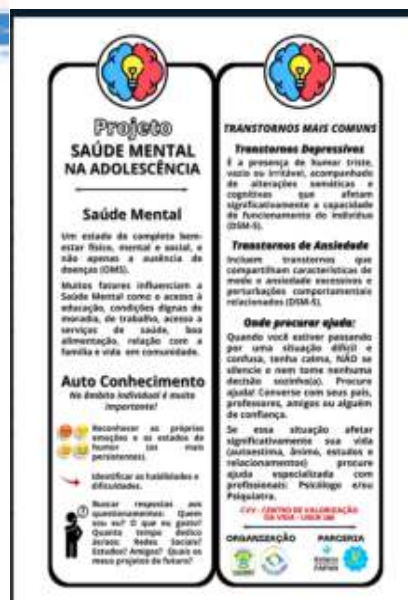 Projeto
SAÚDE MENTAL
NA ADOLESCÊNCIA
Saúde Mental
Um estado de completo bem-
estar físico, mental e social, e
não apenas a ausência de
doenças (OMS).
Muitos fatores influenciam a
Saúde Mental como o acesso à
educação, condições dignas de
moradia, de trabalho, acesso a
serviços de saúde, boa
alimentação, relação com a
família e vida em comunidade.
Auto Conhecimento
No âmbito individual é muito
importante!
Reconhecer as próprias
emoções e os estados de
humor (os mais
persistentes).
Identificar as habilidades e
dificuldades.
Buscar respostas aos
questionamentos: Quem
sou eu? O que eu gosto?
Quanto tempo dedico
às/aos: Redes Sociais?
Estudos? Amigos? Quais os
meus projetos de futuro?
TRANSTORNOS MAIS COMUNS
Transtornos Depressivos
É a presença de humor triste,
vazio ou irritável, acompanhado
de alterações somáticas e
cognitivas que afetam
significativamente a capacidade
de funcionamento do indivíduo
(DSM-5).
Transtornos de Ansiedade
Incluem transtornos que
compartilham características de
medo e ansiedade excessivos e
perturbações comportamentais
relacionados (DSM-5).
Onde procurar ajuda:
Quando você estiver passando
por uma situação difícil e
confusa, tenha calma, NÃO se
silencie e nem tome nenhuma
decisão sozinho(a). Procure
ajuda! Converse com seus pais,
professores, amigos ou alguém
de confiança.
Se essa situação afetar
significativamente sua vida
(autoestima, ânimo, estudos e
relacionamentos) procure
ajuda especializada com
profissionais: Psicólogo e/ou
Psiquiatra.
CVV - CENTRO DE VALORIZAÇÃO
DA VIDA - LIGUE 188
ORGANIZAÇÃO
PARCERIA